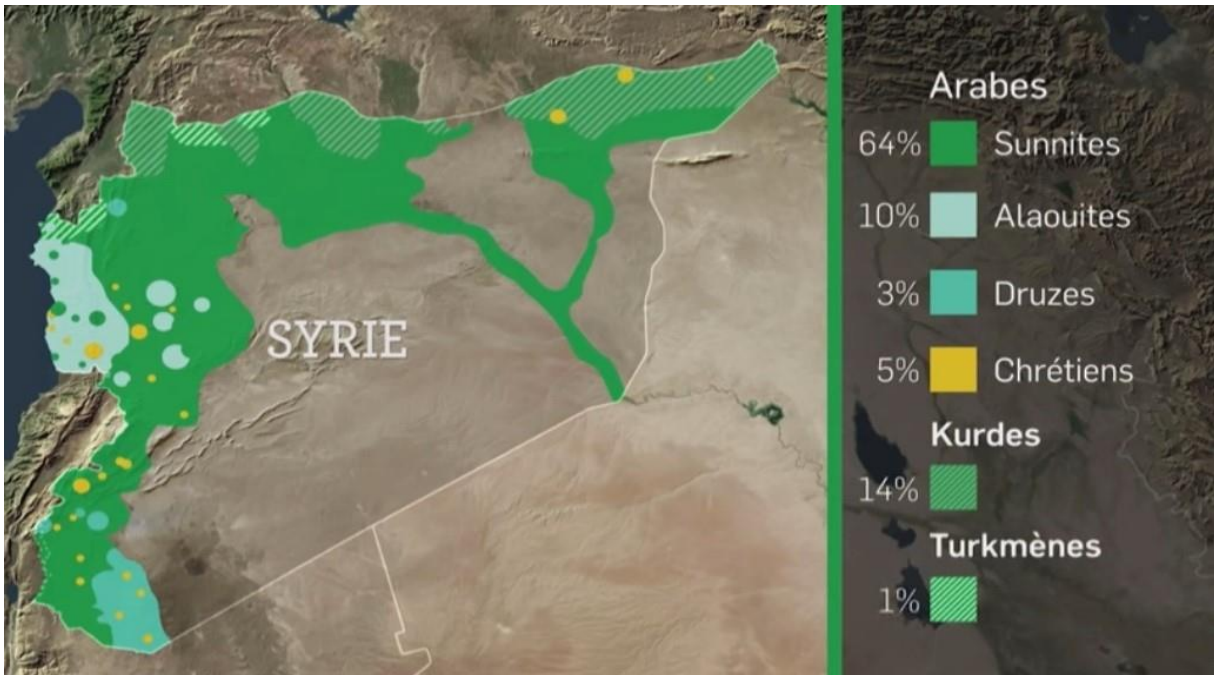 SYRIE
Arabes
64% Sunnites
10% Alaouites
3% Druzes
5% Chrétiens
Kurdes
14%
Turkmènes
1%